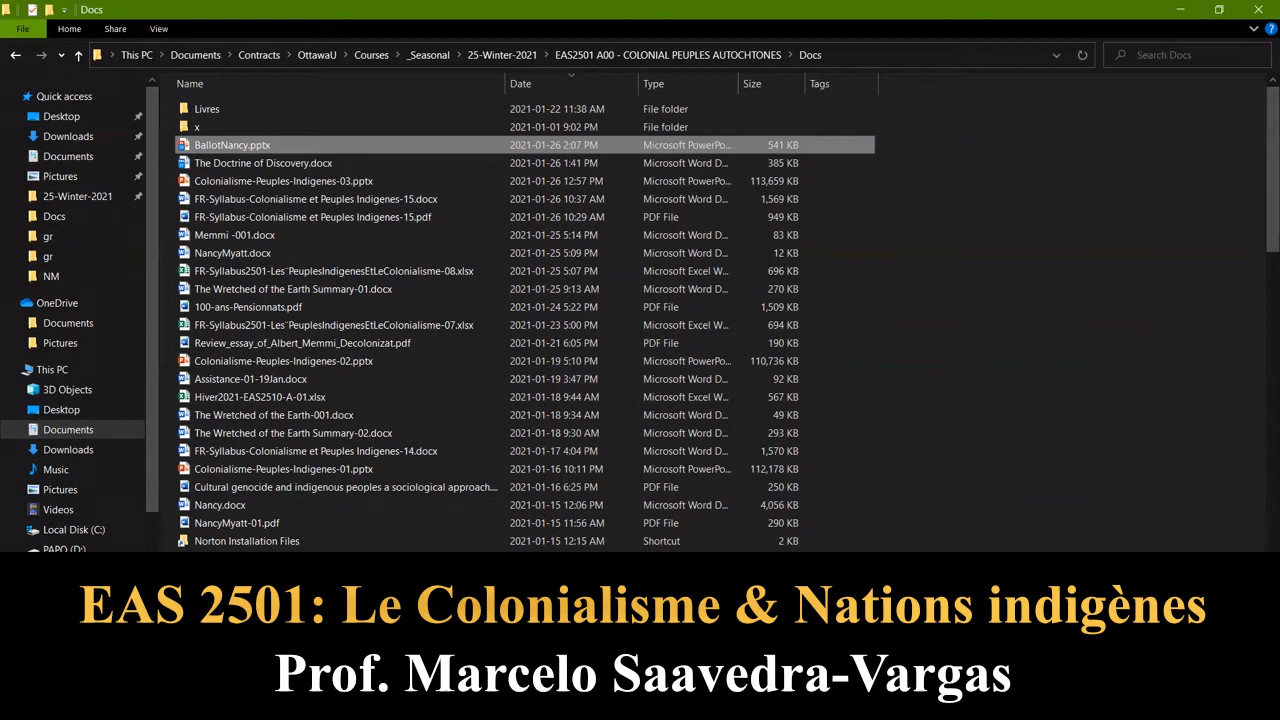 Docs
File Home Share View
This PC Documents Contracts OttawaU Courses _Seasonal 25-Winter-2021 EAS2501 A00 - COLONIAL PEUPLES AUTOCHTONES Docs Search Docs
Name Date Type Size Tags
Quick access
Desktop
Downloads
Documents
Pictures
25-Winter-2021
Docs
gr
gr
NM
OneDrive
Documents
Pictures
This PC
3D Objects
Desktop
Documents
Downloads
Music
Pictures
Videos
Local Disk (C:)
PAPO (D:)
Livres 2021-01-22 11:38 AM File folder
x 2021-01-01 9:02 PM File folder
BallotNancy.pptx 2021-01-26 2:07 PM Microsoft PowerPo... 541 KB
The Doctrine of Discovery.docx 2021-01-26 1:41 PM Microsoft Word D... 385 KB
Colonialisme-Peuples-Indigenes-03.pptx 2021-01-26 12:57 PM Microsoft PowerPo... 113,659 KB
FR-Syllabus-Colonialisme et Peuples Indigenes-15.docx 2021-01-26 10:37 AM Microsoft Word D... 1,569 KB
FR-Syllabus-Colonialisme et Peuples Indigenes-15.pdf 2021-01-26 10:29 AM PDF File 949 KB
Memmi -001.docx 2021-01-25 5:14 PM Microsoft Word D... 83 KB
NancyMyatt.docx 2021-01-25 5:09 PM Microsoft Word D... 12 KB
FR-Syllabus2501-Les¨PeuplesIndigenesEtLeColonialisme-08.xlsx 2021-01-25 5:07 PM Microsoft Excel W... 696 KB
The Wretched of the Earth Summary-01.docx 2021-01-25 9:13 AM Microsoft Word D... 270 KB
100-ans-Pensionnats.pdf 2021-01-24 5:22 PM PDF File 1,509 KB
FR-Syllabus2501-Les¨PeuplesIndigenesEtLeColonialisme-07.xlsx 2021-01-23 5:00 PM Microsoft Excel W... 694 KB
Review_essay_of_Albert_Memmi_Decolonizat.pdf 2021-01-21 6:05 PM PDF File 190 KB
Colonialisme-Peuples-Indigenes-02.pptx 2021-01-19 5:10 PM Microsoft PowerPo... 110,736 KB
Assistance-01-19Jan.docx 2021-01-19 3:47 PM Microsoft Word D... 92 KB
Hiver2021-EAS2510-A-01.xlsx 2021-01-18 9:44 AM Microsoft Excel W... 567 KB
The Wretched of the Earth-001.docx 2021-01-18 9:34 AM Microsoft Word D... 49 KB
The Wretched of the Earth Summary-02.docx 2021-01-18 9:30 AM Microsoft Word D... 293 KB
FR-Syllabus-Colonialisme et Peuples Indigenes-14.docx 2021-01-17 4:04 PM Microsoft Word D... 1,570 KB
Colonialisme-Peuples-Indigenes-01.pptx 2021-01-16 10:11 PM Microsoft PowerPo... 112,178 KB
Cultural genocide and indigenous peoples a sociological approach... 2021-01-16 6:25 PM PDF File 250 KB
Nancy.docx 2021-01-15 12:06 PM Microsoft Word D... 4,056 KB
NancyMyatt-01.pdf 2021-01-15 11:56 AM PDF File 290 KB
Norton Installation Files 2021-01-15 12:15 AM Shortcut 2 KB
EAS 2501: Le Colonialisme & Nations indigènes
Prof. Marcelo Saavedra-Vargas